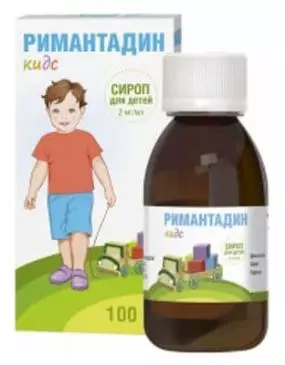 РИМАНТАДИН
кидс
СИРОП
для детей
2 мг/мл
100
РИМАНТАДИН
кидс
СИРОП
для детей